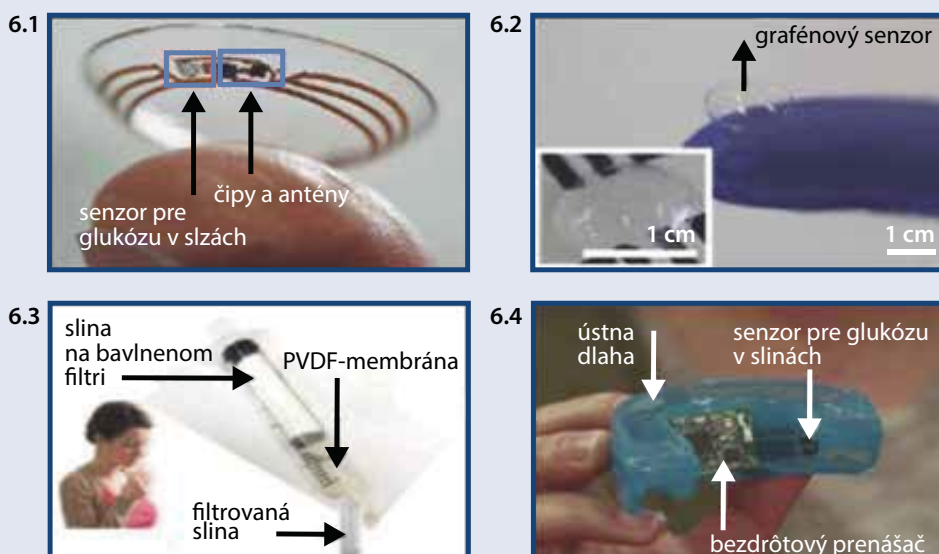 6.1
senzor pre
glukózu v slzách
čipy a antény
6.2
grafénový senzor
1 cm
1 cm
6.3
slina
na bavlnenom
filtri
PVDF-membrána
filtrovaná
slina
6.4
ústna
dlaha
senzor pre glukózu
v slinách
bezdrôtový prenášač